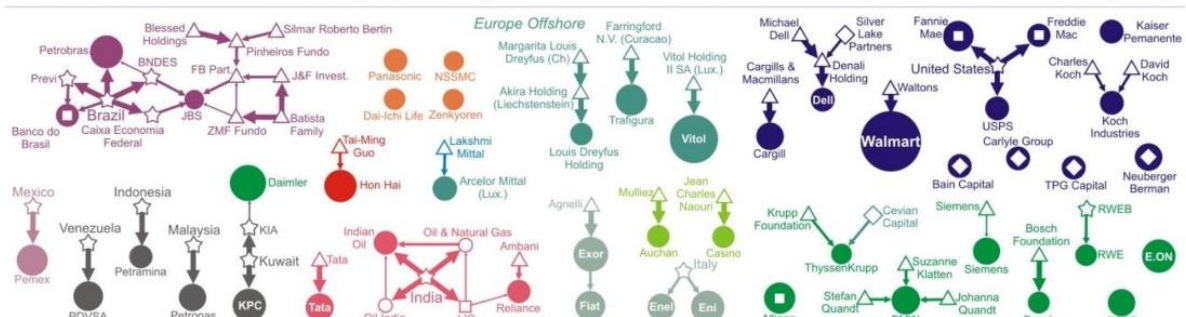 Europe Offshore
Blessed
Holdings
Silmar Roberto Bertin
Petrobras
BNDES
Pinheiros Fundo
Previ
FB Part.
J&F Invest.
Brazil
JBS
Banco do
Brasil
Caixa Economia
Federal
ZMF Fundo
Batista
Family
Panasonic
NSSMC
Dai-Ichi Life
Zenkyoren
Margarita Louis
Dreyfus (Ch)
Farringford
N.V. (Curacao)
Vitol Holding
II SA (Lux.)
Akira Holding
(Liechstenstein)
Trafigura
Vitol
Louis Dreyfus
Holding
Michael
Dell
Silver
Lake
Partners
Cargills &
Macmillans
Denali
Holding
Dell
Cargill
Waltons
Walmart
Fannie
Mae
Freddie
Mac
United States
USPS
Kaiser
Pemanente
Charles
Koch
David
Koch
Koch
Industries
Carlyle Group
Bain Capital
TPG Capital
Neuberger
Berman
Tai-Ming
Guo
Hon Hai
Lakshmi
Mittal
Arcelor Mittal
(Lux.)
Mexico
Pemex
Indonesia
Petramina
Venezuela
PDVSA
Malaysia
Petronas
Daimler
KIA
Kuwait
KPC
Tata
Tata
Indian
Oil
Oil & Natural Gas
India
Oil India
Ambani
Reliance
Agnelli
Exor
Fiat
Mulliez
Auchan
Jean
Charles
Naouri
Casino
Italy
Enel
Eni
Krupp
Foundation
Cevian
Capital
ThyssenKrupp
Siemens
Siemens
Bosch
Foundation
RWEB
RWE
E.ON
Suzanne
Klatten
Stefan
Quandt
Johanna
Quandt